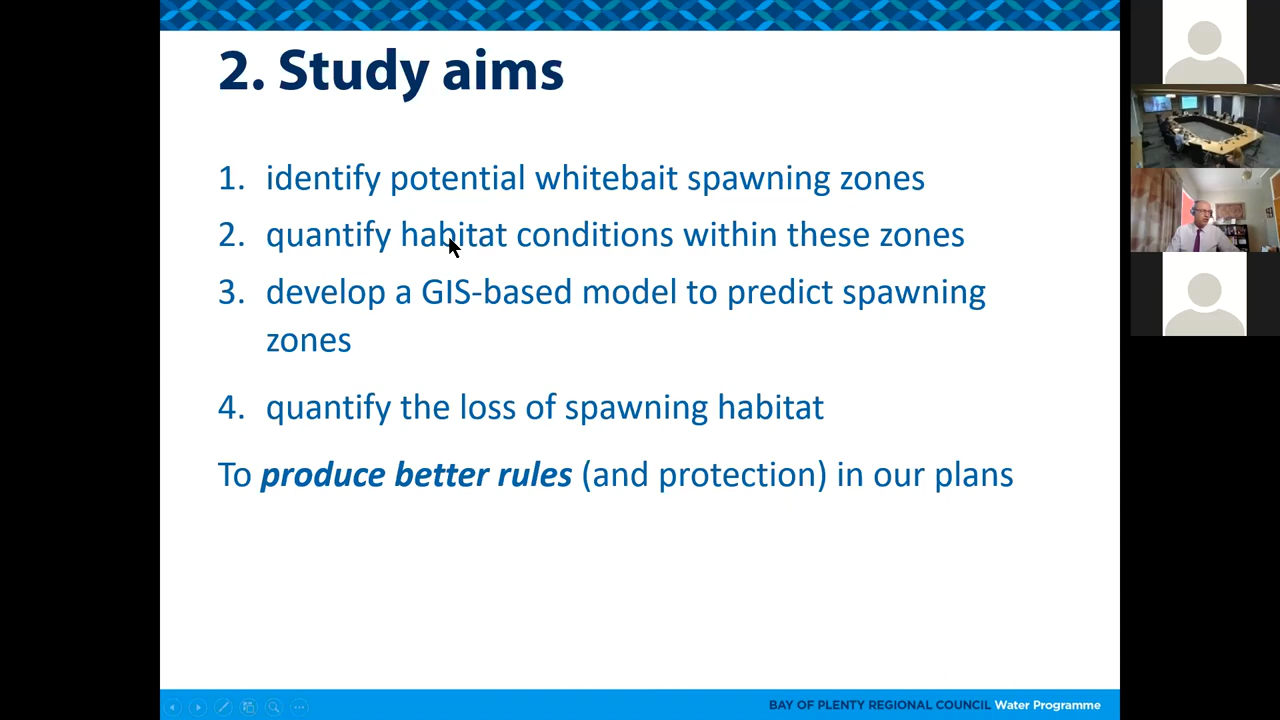 2. Study aims
1. identify potential whitebait spawning zones
2. quantify habitat conditions within these zones
3. develop a GIS-based model to predict spawning
zones
4. quantify the loss of spawning habitat
To produce better rules (and protection) in our plans
BAY OF PLENTY REGIONAL COUNCIL Water Programme